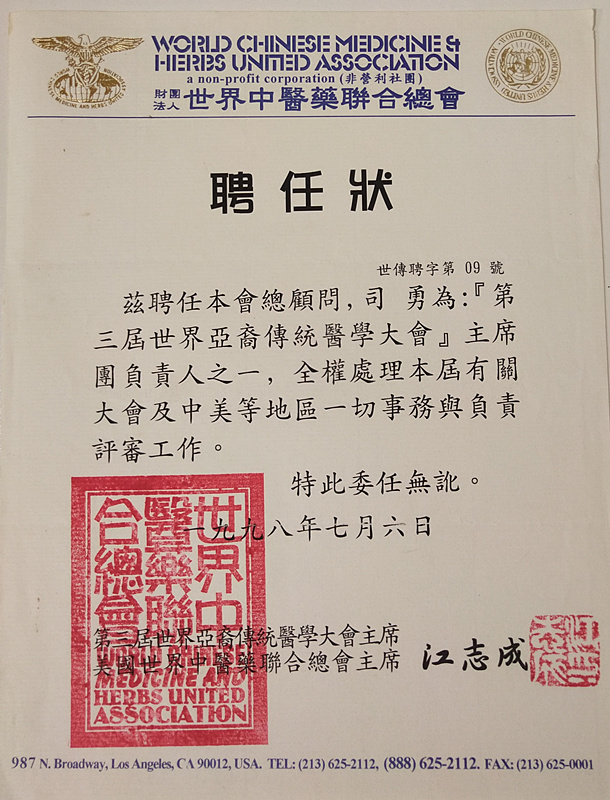 WORLD CHINESE MEDICINE &
HERBS UNITED ASSOCIATION
a non-profit corporation (非營利社團)
財團法人 世界中醫藥聯合總會
聘任狀
世傳聘字第 09 號
茲聘任本會總顧問，司 勇為：『第
三屆世界亞裔傳統醫學大會』主席
團負責人之一，全權處理本屆有關
大會及中美等地區一切事務與負責
評審工作。
特此委任無訛。
一九九八年七月六日
世界中
醫藥聯
合總會
WORLD CHINESE
MEDICINE AND
HERBS UNITED
ASSOCIATION
第三屆世界亞裔傳統醫學大會主席
美國世界中醫藥聯合總會主席
江志成
987 N. Broadway, Los Angeles, CA 90012, USA. TEL: (213) 625-2112, (888) 625-2112. FAX: (213) 625-0001